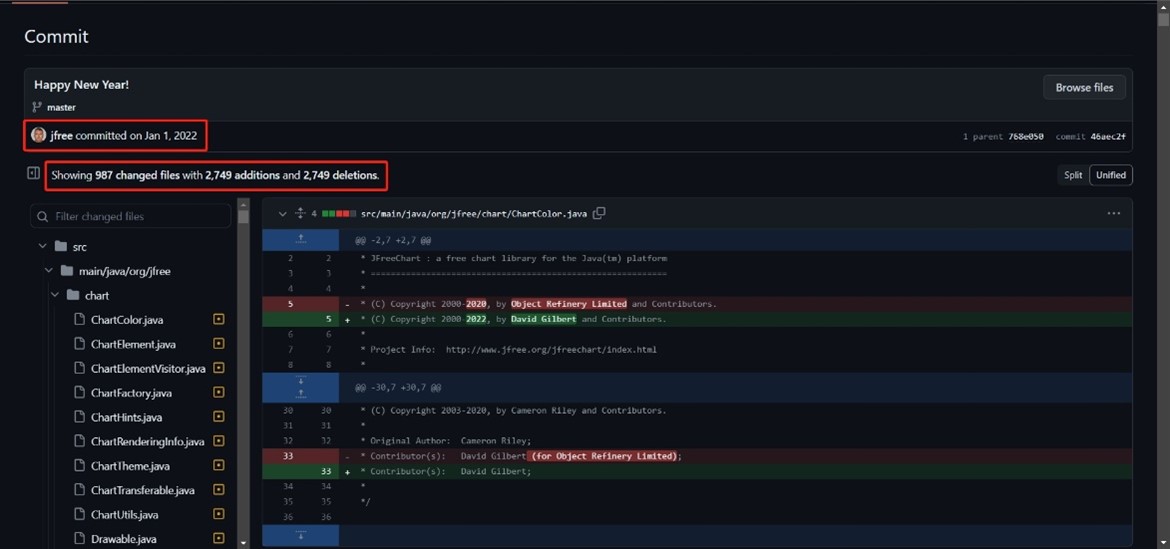 Commit
Happy New Year!
Browse files
master
jfree committed on Jan 1, 2022
1 parent 768e050 commit 46aec2f
Showing 987 changed files with 2,749 additions and 2,749 deletions.
Split Unified
Filter changed files
src
main/java/org/jfree
chart
ChartColor.java
ChartElement.java
ChartElementVisitor.java
ChartFactory.java
ChartHints.java
ChartRenderingInfo.java
ChartTheme.java
ChartTransferable.java
ChartUtils.java
Drawable.java
4 src/main/java/org/jfree/chart/ChartColor.java
@@ -2,7 +2,7 @@
2 2 * JFreeChart : a free chart library for the Java(tm) platform
3 3 * ===========================================================
4 4 *
5 - * (C) Copyright 2000-2020, by Object Refinery Limited and Contributors.
5 + * (C) Copyright 2000-2022, by David Gilbert and Contributors.
6 6 *
7 7 * Project Info: http://www.jfree.org/jfreechart/index.html
8 8 *
@@ -30,7 +30,7 @@
30 30 * (C) Copyright 2003-2020, by Cameron Riley and Contributors.
31 31 *
32 32 * Original Author: Cameron Riley;
33 - * Contributor(s): David Gilbert (for Object Refinery Limited);
33 + * Contributor(s): David Gilbert;
34 34 *
35 35 */
36 36